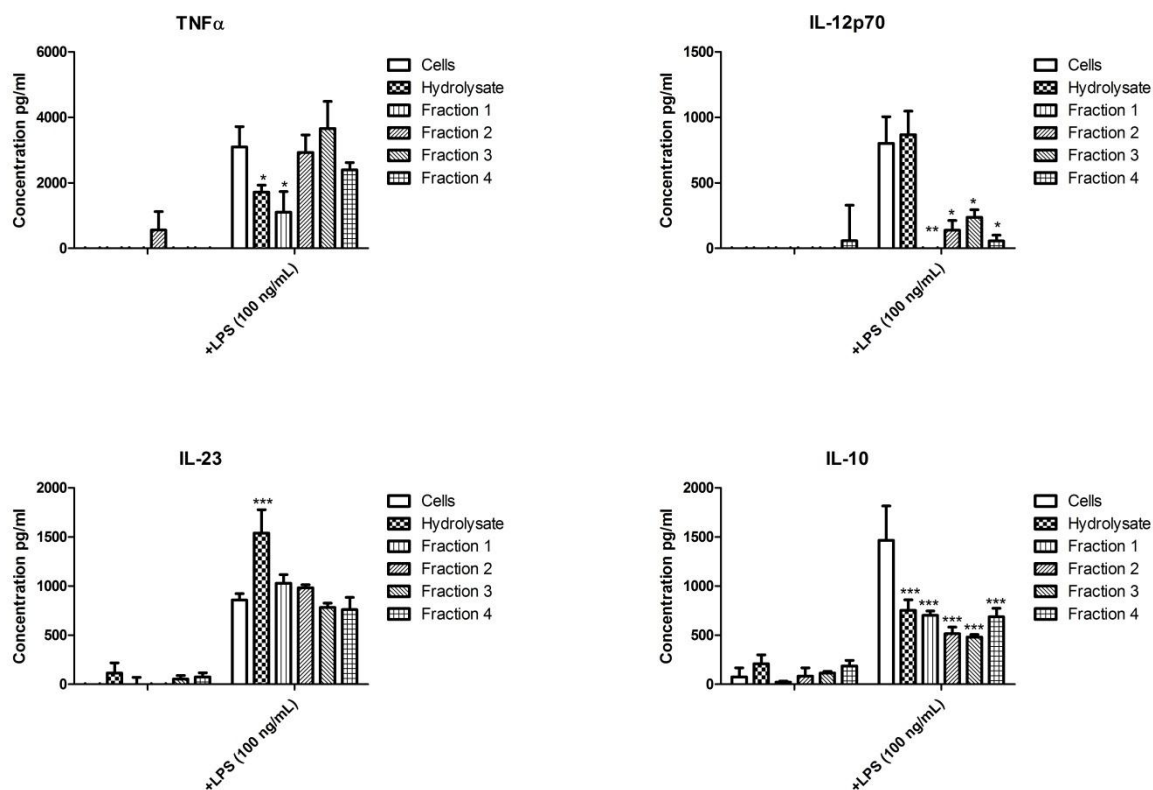 TNFα
6000
4000
2000
0
Concentration pg/ml
* *
+LPS (100 ng/mL)
Cells
Hydrolysate
Fraction 1
Fraction 2
Fraction 3
Fraction 4
IL-12p70
1500
1000
500
0
Concentration pg/ml
** * * *
+LPS (100 ng/mL)
Cells
Hydrolysate
Fraction 1
Fraction 2
Fraction 3
Fraction 4
IL-23
2000
1500
1000
500
0
Concentration pg/ml
***
+LPS (100 ng/mL)
Cells
Hydrolysate
Fraction 1
Fraction 2
Fraction 3
Fraction 4
IL-10
2000
1500
1000
500
0
Concentration pg/ml
*** *** *** *** ***
+LPS (100 ng/mL)
Cells
Hydrolysate
Fraction 1
Fraction 2
Fraction 3
Fraction 4